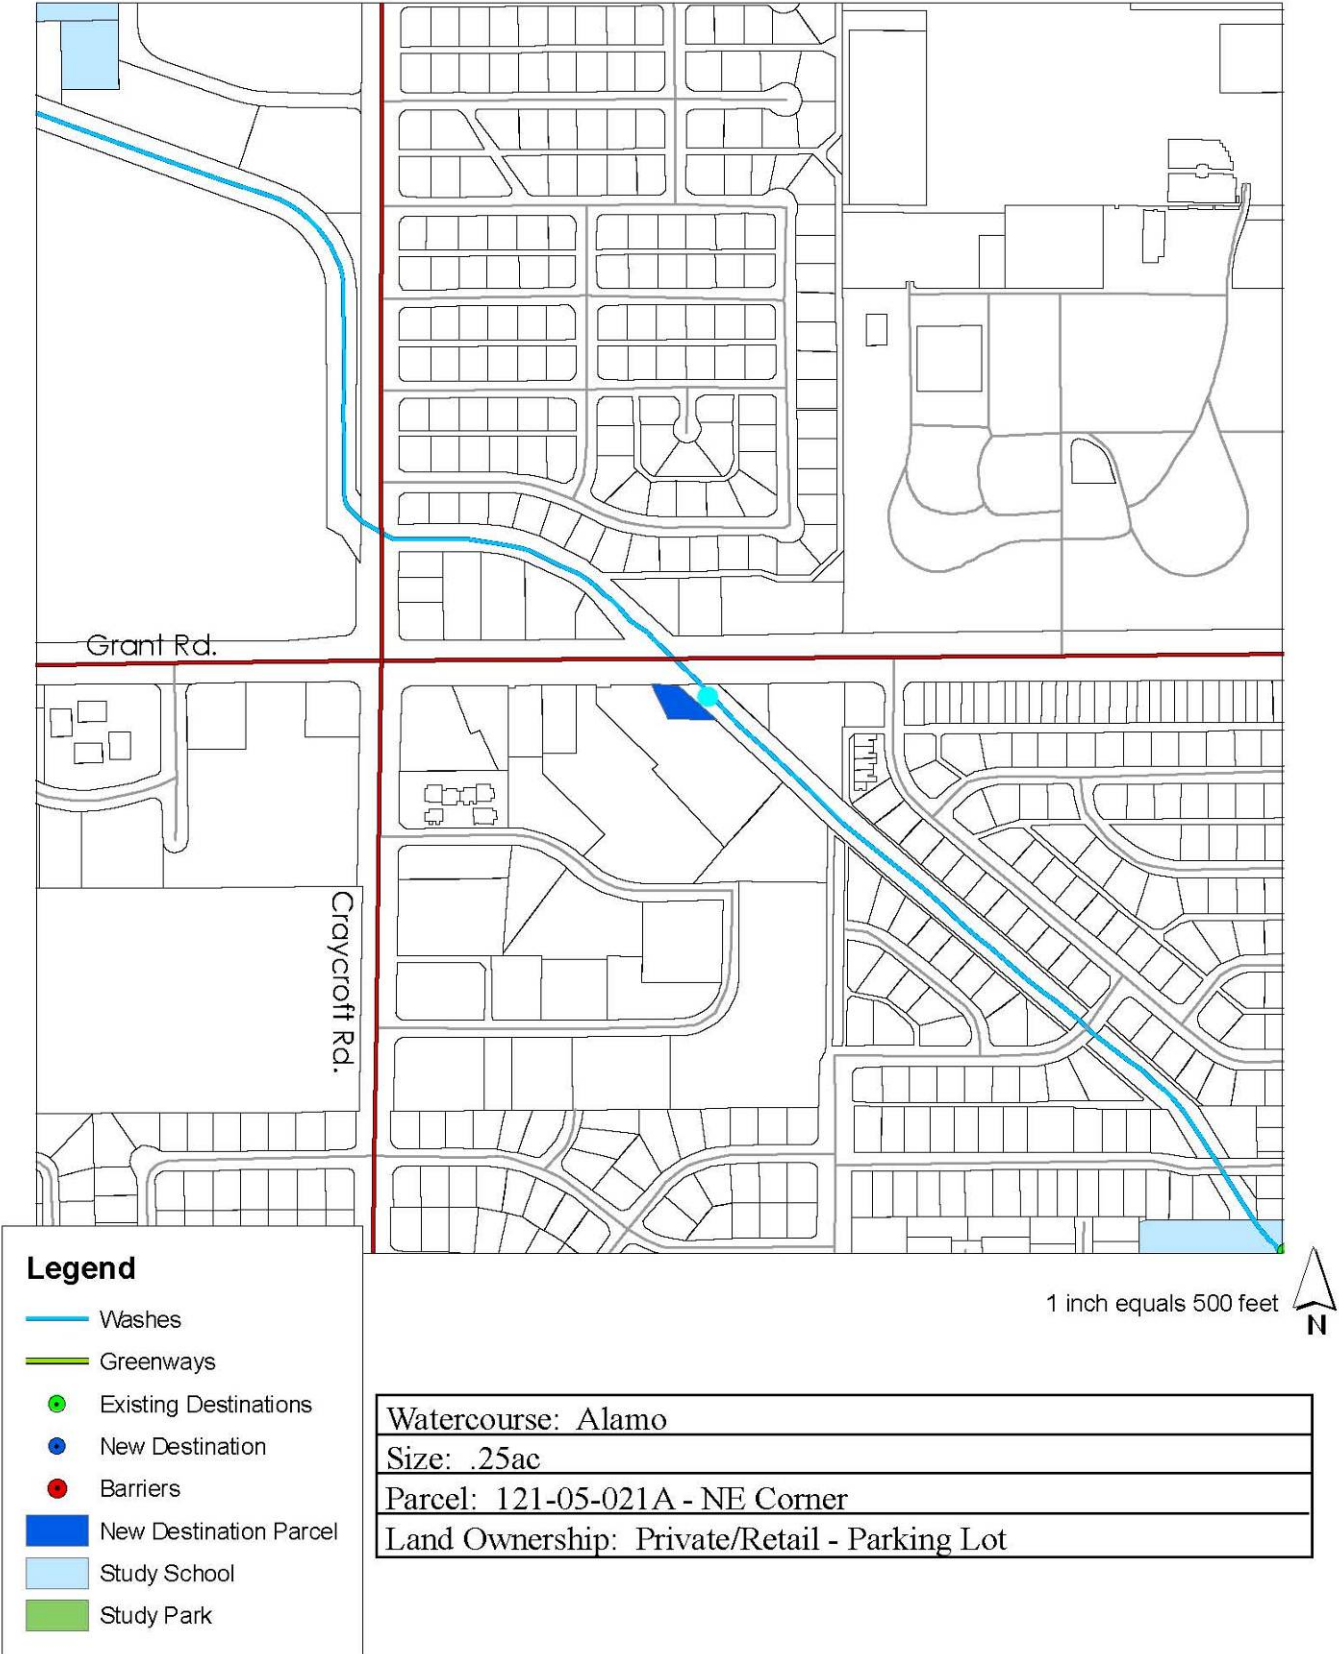 Grant Rd.
Craycroft Rd.
Legend
Washes
Greenways
Existing Destinations
New Destination
Barriers
New Destination Parcel
Study School
Study Park
1 inch equals 500 feet
N
Watercourse: Alamo
Size: .25ac
Parcel: 121-05-021A - NE Corner
Land Ownership: Private/Retail - Parking Lot